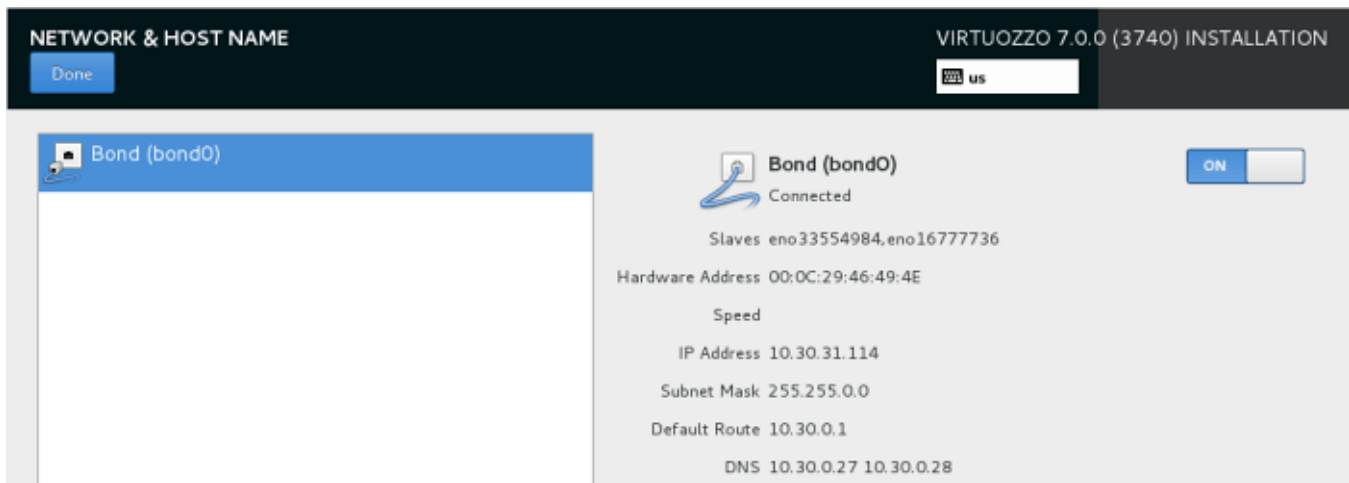 NETWORK & HOST NAME
VIRTUOZZO 7.0.0 (3740) INSTALLATION
Done
us
Bond (bond0)
Bond (bond0)
ON
Connected
Slaves eno33554984,eno16777736
Hardware Address 00:0C:29:46:49:4E
Speed
IP Address 10.30.31.114
Subnet Mask 255.255.0.0
Default Route 10.30.0.1
DNS 10.30.0.27 10.30.0.28